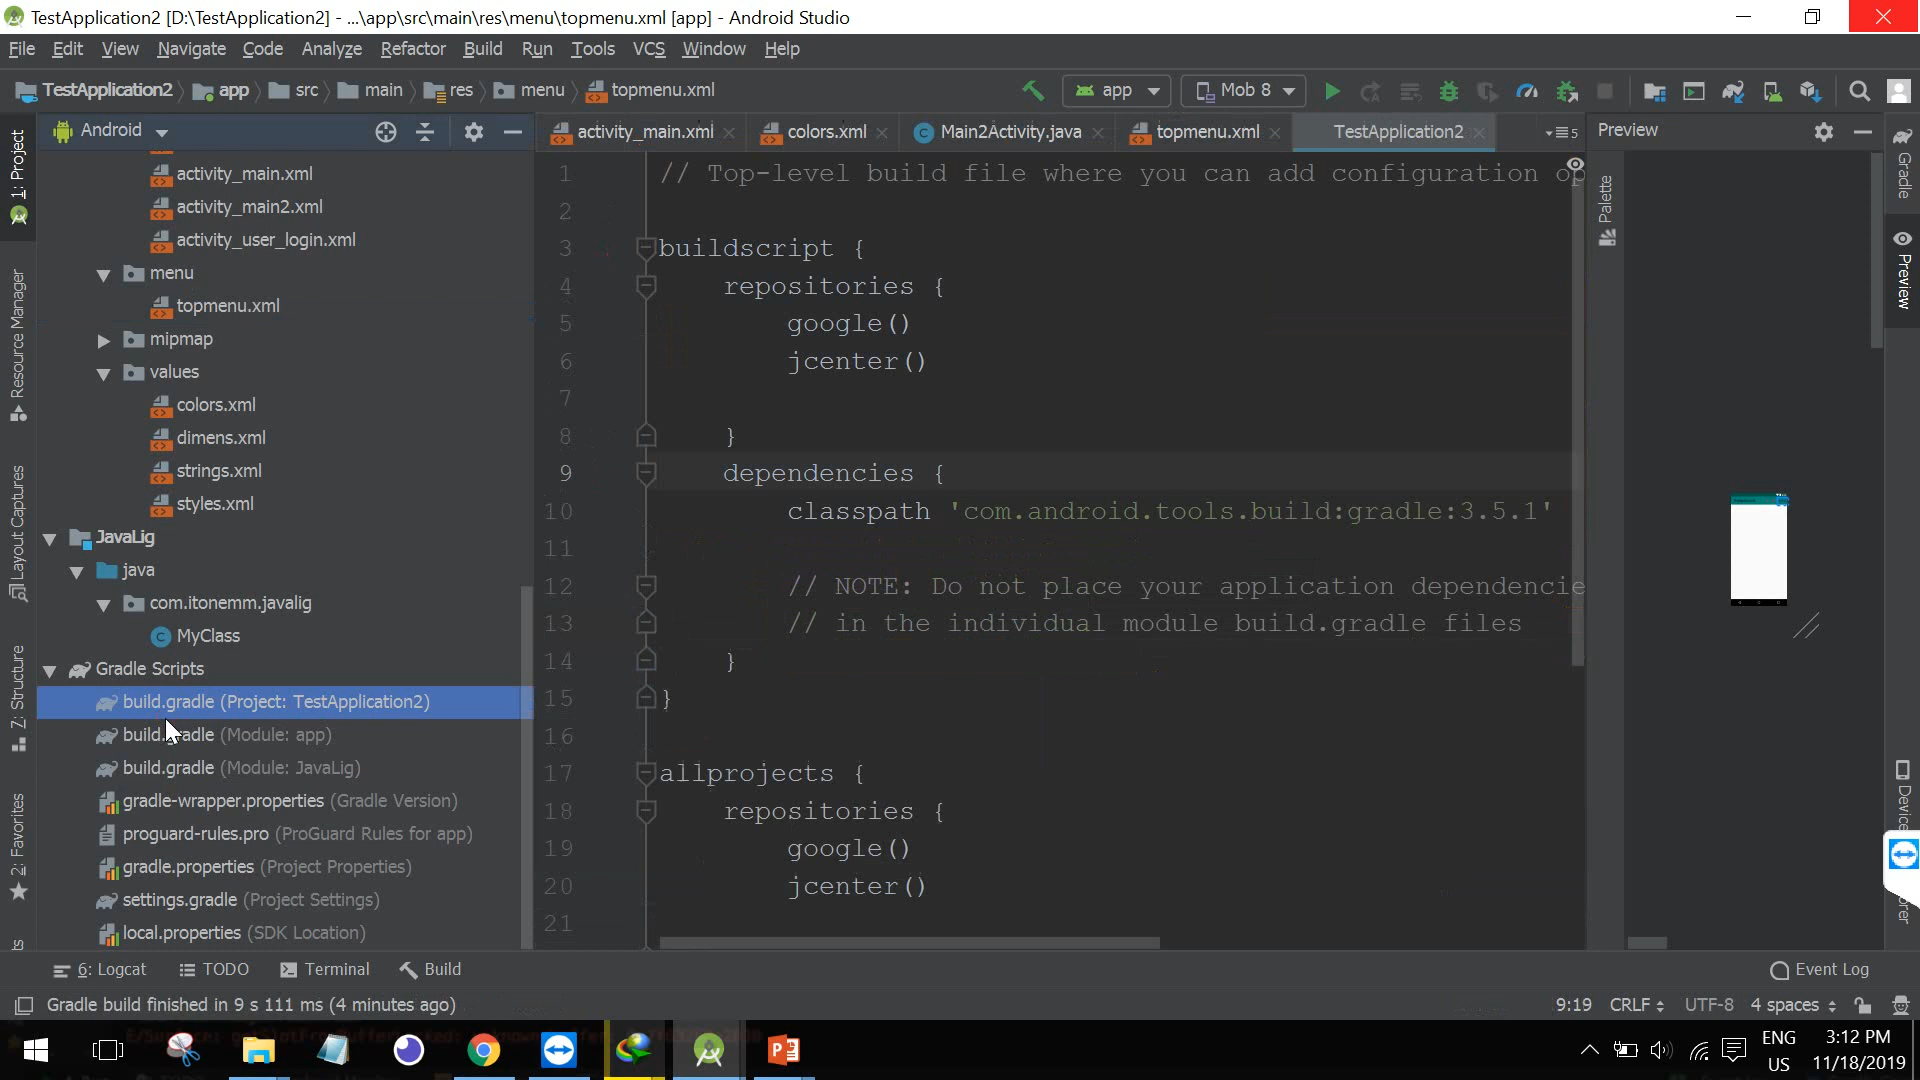 TestApplication2 [D:\TestApplication2] - ...\app\src\main\res\menu\topmenu.xml [app] - Android Studio
File Edit View Navigate Code Analyze Refactor Build Run Tools VCS Window Help
TestApplication2 app src main res menu topmenu.xml app Mob 8
Android
activity_main.xml colors.xml Main2Activity.java topmenu.xml TestApplication2 5
Preview
1: Project
Resource Manager
Layout Captures
Z: Structure
2: Favorites
activity_main.xml
activity_main2.xml
activity_user_login.xml
menu
topmenu.xml
mipmap
values
colors.xml
dimens.xml
strings.xml
styles.xml
JavaLig
java
com.itonemm.javalig
MyClass
Gradle Scripts
build.gradle (Project: TestApplication2)
build.gradle (Module: app)
build.gradle (Module: JavaLig)
gradle-wrapper.properties (Gradle Version)
proguard-rules.pro (ProGuard Rules for app)
gradle.properties (Project Properties)
settings.gradle (Project Settings)
local.properties (SDK Location)
1 // Top-level build file where you can add configuration op
2
3 buildscript {
4 repositories {
5 google()
6 jcenter()
7
8 }
9 dependencies {
10 classpath 'com.android.tools.build:gradle:3.5.1'
11
12 // NOTE: Do not place your application dependencie
13 // in the individual module build.gradle files
14 }
15 }
16
17 allprojects {
18 repositories {
19 google()
20 jcenter()
21
Palette
Gradle
Preview
6: Logcat TODO Terminal Build Event Log
Gradle build finished in 9 s 111 ms (4 minutes ago) 9:19 CRLF UTF-8 4 spaces
ENG
US
3:12 PM
11/18/2019